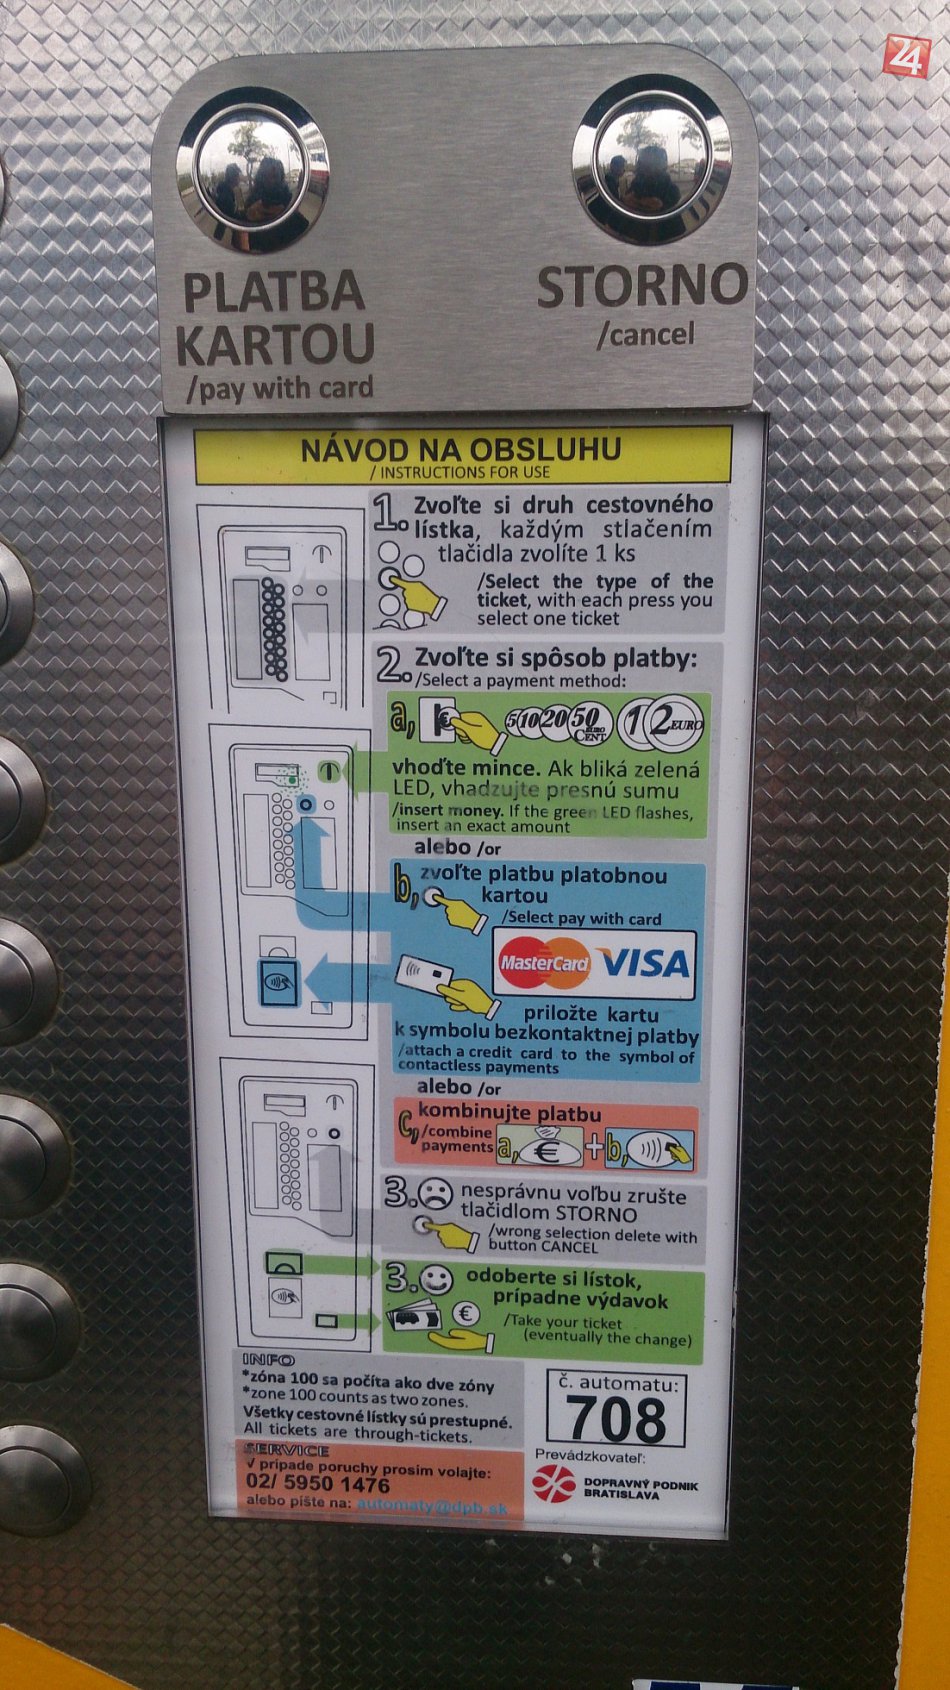 24
PLATBA
KARTOU
/pay with card
STORNO
/cancel
NÁVOD NA OBSLUHU
/ INSTRUCTIONS FOR USE
1. Zvoľte si druh cestovného
lístka, každým stlačením
tlačidla zvolíte 1 ks
/Select the type of the
ticket, with each press you
select one ticket
2. Zvoľte si spôsob platby:
/Select a payment method:
a, € 5 10 20 50 EURO CENT 1 2 EURO
vhoďte mince. Ak bliká zelená
LED, vhadzujte presnú sumu
/insert money. If the green LED flashes,
insert an exact amount
alebo /or
b, zvoľte platbu platobnou
kartou
/Select pay with card
MasterCard VISA
priložte kartu
k symbolu bezkontaktnej platby
/attach a credit card to the symbol of
contactless payments
alebo /or
c, kombinujte platbu
/combine
payments a, € + b,
3. nesprávnu voľbu zrušte
tlačidlom STORNO
/wrong selection delete with
button CANCEL
3. odoberte si lístok,
prípadne výdavok
€ /Take your ticket
(eventually the change)
INFO
*zóna 100 sa počíta ako dve zóny
*zone 100 counts as two zones.
Všetky cestovné lístky sú prestupné.
All tickets are through-tickets.
SERVICE
V prípade poruchy prosím volajte:
02/ 5950 1476
alebo píšte na: automaty@dpb.sk
č. automatu:
708
Prevádzkovateľ:
DOPRAVNÝ PODNIK
BRATISLAVA